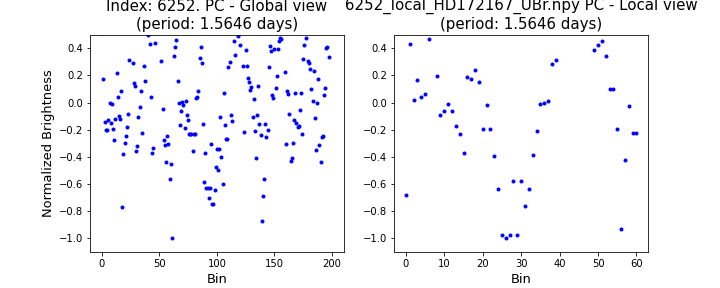 Index: 6252. PC - Global view
(period: 1.5646 days)
6252_local_HD172167_UBr.npy PC - Local view
(period: 1.5646 days)
Normalized Brightness
0.4
0.2
0.0
−0.2
−0.4
−0.6
−0.8
−1.0
0 50 100 150 200
Bin
0.4
0.2
0.0
−0.2
−0.4
−0.6
−0.8
−1.0
0 10 20 30 40 50 60
Bin